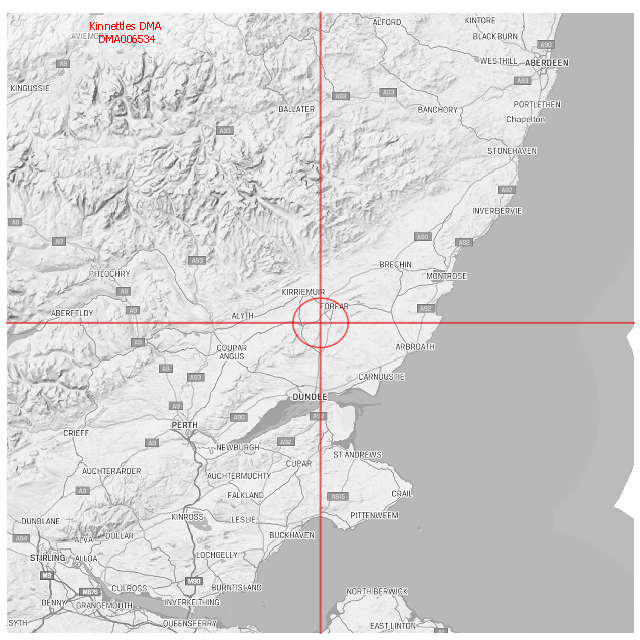 Kinnettles DMA
DMA006534
ALFORD
KINTORE
BLACKBURN
A90
WESTHILL
ABERDEEN
A9
A93
KINGUSSIE
A93
A93
PORTLETHEN
BALLATER
BANCHORY
Chapelton
A93
STONEHAVEN
A92
INVERBERVIE
A9
A9
A90
A92
A93
BRECHIN
PITLOCHRY
MONTROSE
A9
KIRRIEMUIR
FORFAR
A9
A92
ABERFELDY
ALYTH
A9
COUPAR
ANGUS
ARBROATH
A9
A93
CARNOUSTIE
DUNDEE
A9
A90
A92
PERTH
CRIEFF
A9
A92
NEWBURGH
ST ANDREWS
CUPAR
AUCHTERARDER
AUCHTERMUCHTY
A9
FALKLAND
A915
CRAIL
DUNBLANE
KINROSS
LESLIE
PITTENWEEM
A84
ALVA
DOLLAR
BUCKHAVEN
STIRLING
ALLOA
LOCHGELLY
M9
M90
CULROSS
BURNTISLAND
M876
NORTH BERWICK
DENNY
GRANGEMOUTH
INVERKEITHING
SYTH
QUEENSFERRY
EAST LINTON